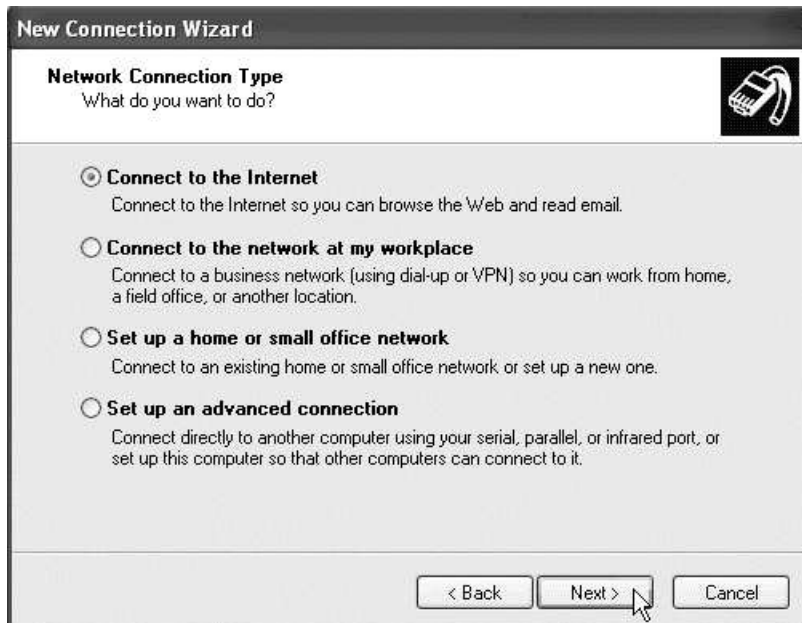 New Connection Wizard
Network Connection Type
What do you want to do?
Connect to the Internet
Connect to the Internet so you can browse the Web and read email.
Connect to the network at my workplace
Connect to a business network (using dial-up or VPN) so you can work from home,
a field office, or another location.
Set up a home or small office network
Connect to an existing home or small office network or set up a new one.
Set up an advanced connection
Connect directly to another computer using your serial, parallel, or infrared port, or
set up this computer so that other computers can connect to it.
< Back Next > Cancel